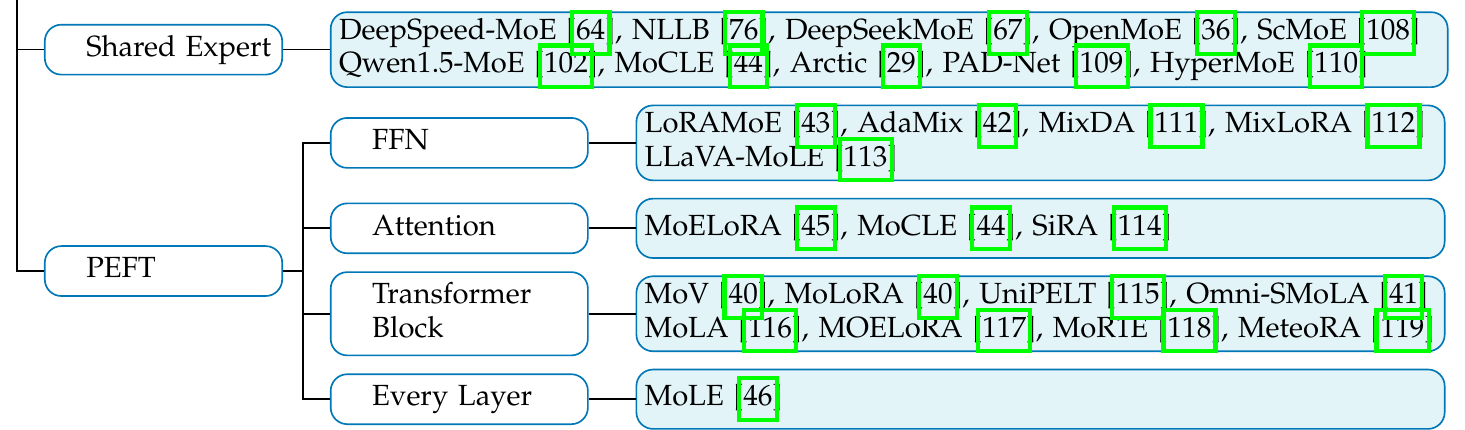 Shared Expert
DeepSpeed-MoE [64], NLLB [76], DeepSeekMoE [67], OpenMoE [36], ScMoE [108]
Qwen1.5-MoE [102], MoCLE [44], Arctic [29], PAD-Net [109], HyperMoE [110]
PEFT
FFN
LoRAMoE [43], AdaMix [42], MixDA [111], MixLoRA [112]
LLaVA-MoLE [113]
Attention
MoELoRA [45], MoCLE [44], SiRA [114]
Transformer
Block
MoV [40], MoLoRA [40], UniPELT [115], Omni-SMoLA [41]
MoLA [116], MOELoRA [117], MoRIE [118], MeteoRA [119]
Every Layer
MoLE [46]